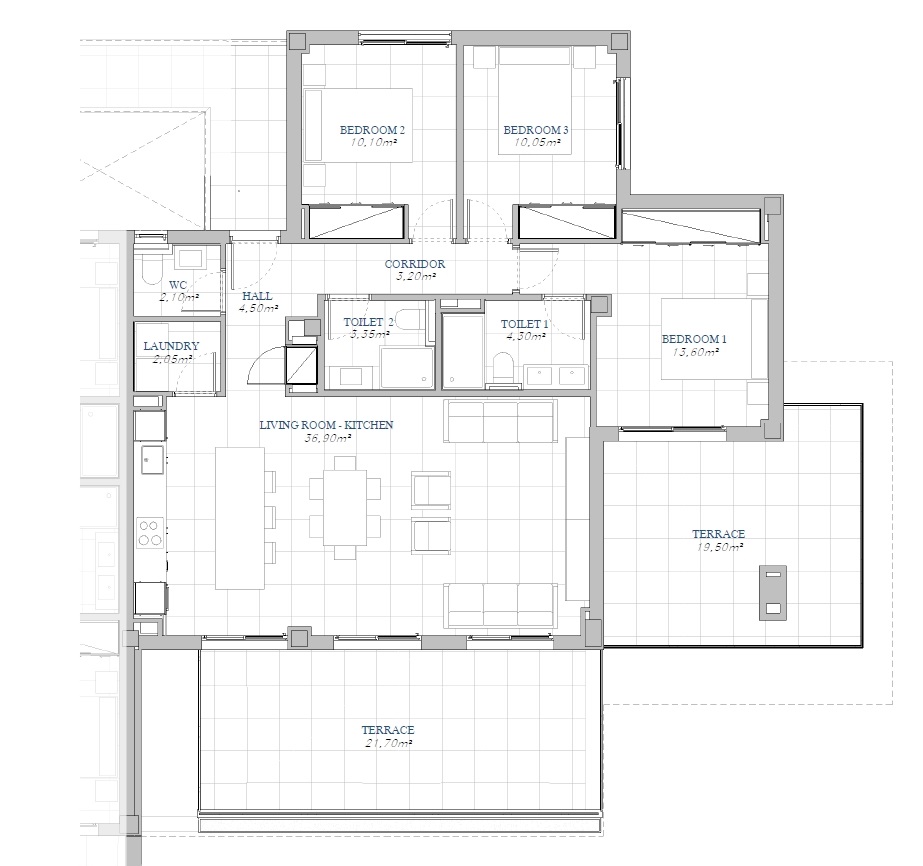 BEDROOM 2
10,10m²
BEDROOM 3
10,05m²
CORRIDOR
3,20m²
WC
2,10m²
HALL
4,50m²
TOILET 2
3,35m²
TOILET 1
4,30m²
BEDROOM 1
13,60m²
LAUNDRY
2,05m²
LIVING ROOM - KITCHEN
36,90m²
TERRACE
19,50m²
TERRACE
21,70m²